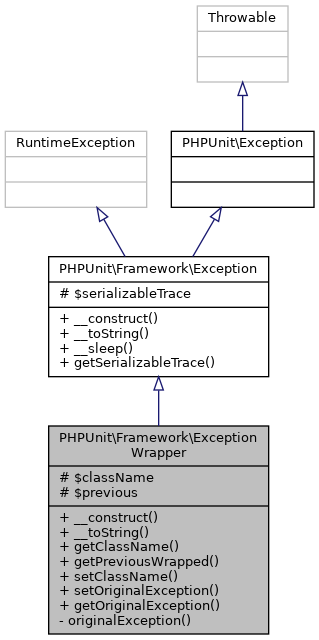 Throwable
RuntimeException
PHPUnit\Exception
PHPUnit\Framework\Exception
# $serializableTrace
+ __construct()
+ __toString()
+ __sleep()
+ getSerializableTrace()
PHPUnit\Framework\Exception
Wrapper
# $className
# $previous
+ __construct()
+ __toString()
+ getClassName()
+ getPreviousWrapped()
+ setClassName()
+ setOriginalException()
+ getOriginalException()
- originalException()